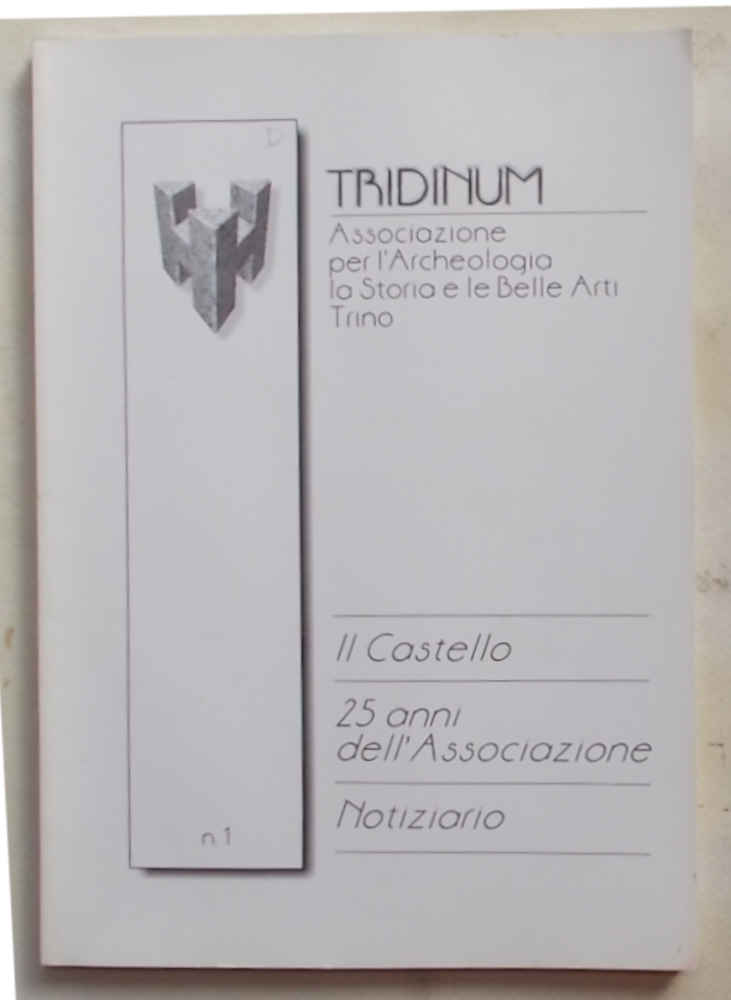 D
TRIDINUM
Associazione
per l'Archeologia
la Storia e le Belle Arti
Trino
Il Castello
25 anni
dell'Associazione
Notiziario
n 1